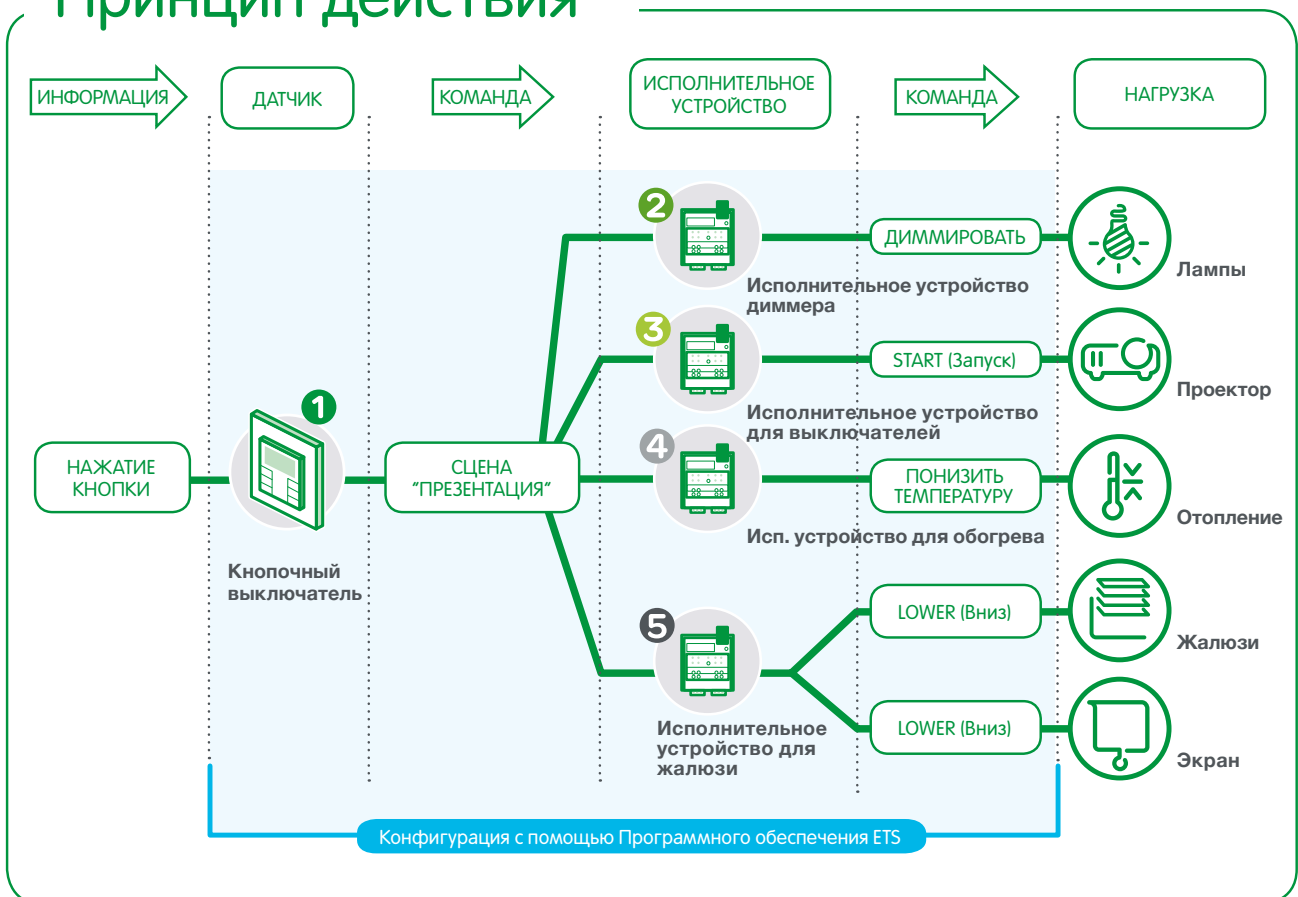 Принцип действия
ИНФОРМАЦИЯ
ДАТЧИК
КОМАНДА
ИСПОЛНИТЕЛЬНОЕ
УСТРОЙСТВО
КОМАНДА
НАГРУЗКА
НАЖАТИЕ
КНОПКИ
1
Кнопочный
выключатель
СЦЕНА
"ПРЕЗЕНТАЦИЯ"
2
Исполнительное устройство
диммера
ДИММИРОВАТЬ
Лампы
3
Исполнительное устройство
для выключателей
START (Запуск)
Проектор
4
Исп. устройство для обогрева
ПОНИЗИТЬ
ТЕМПЕРАТУРУ
Отопление
5
Исполнительное
устройство для
жалюзи
LOWER (Вниз)
Жалюзи
LOWER (Вниз)
Экран
Конфигурация с помощью Программного обеспечения ETS